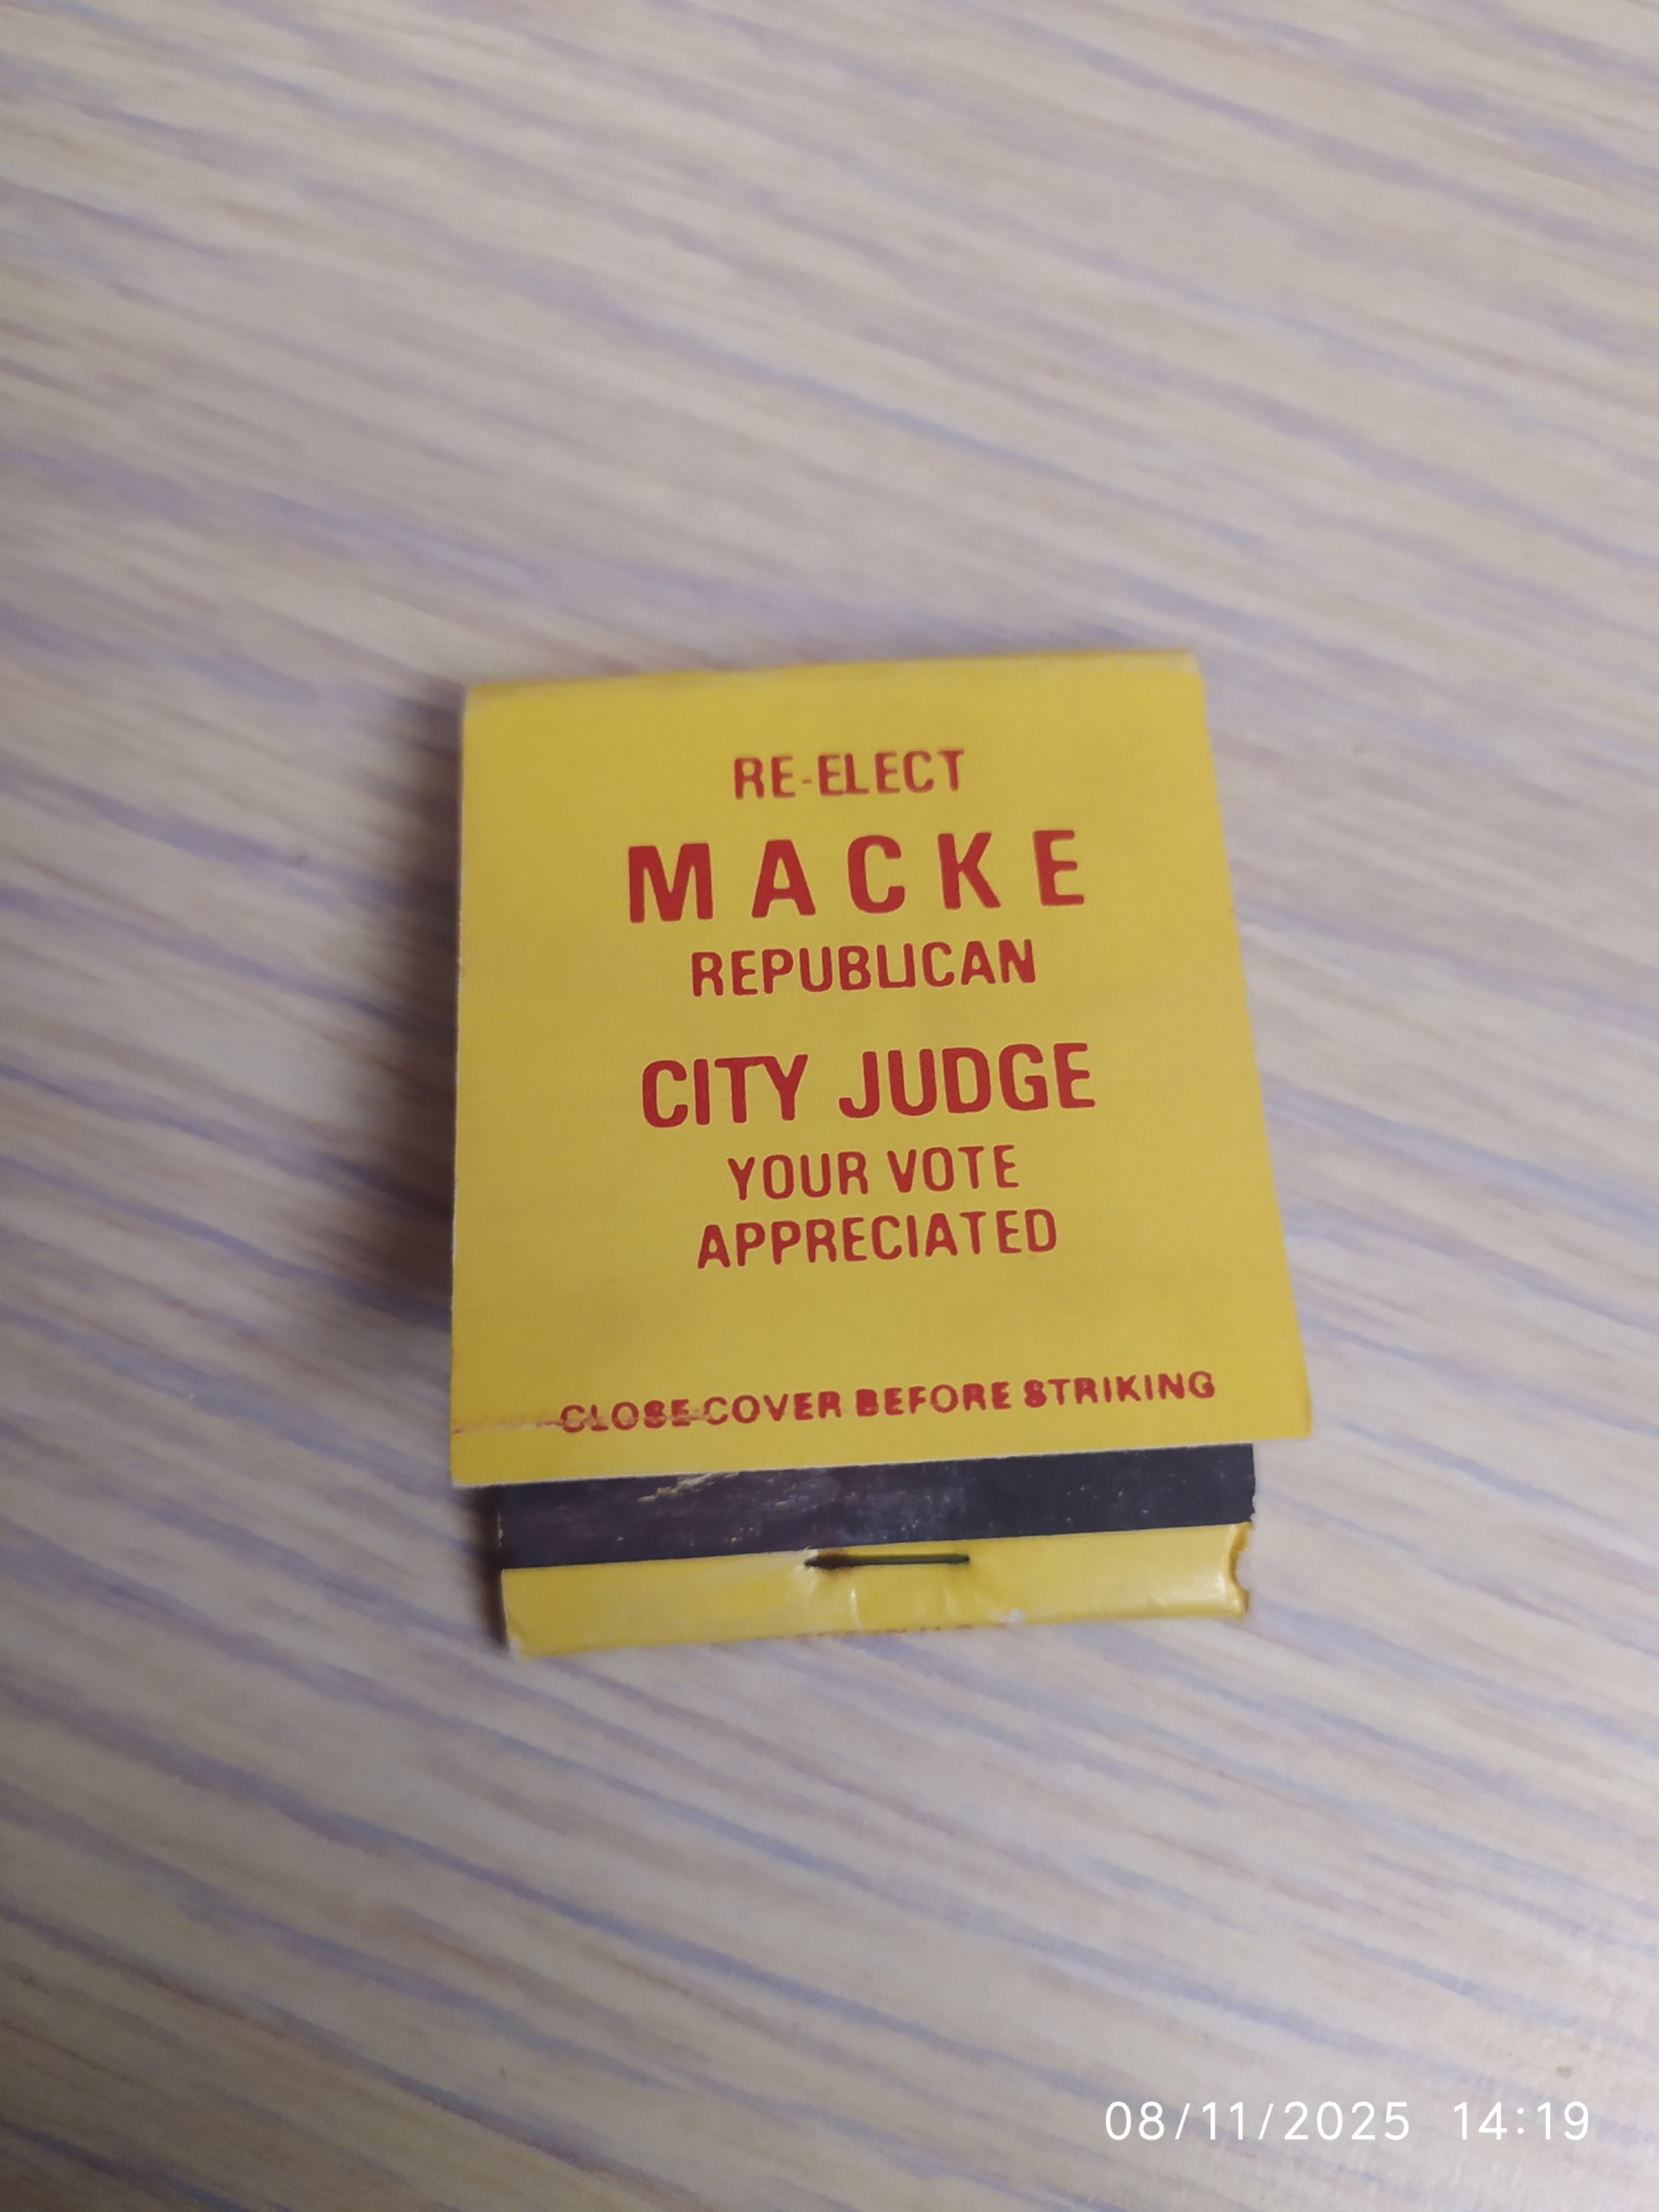 RE-ELECT
MACKE
REPUBLICAN
CITY JUDGE
YOUR VOTE
APPRECIATED
CLOSE COVER BEFORE STRIKING
08/11/2025 14:19